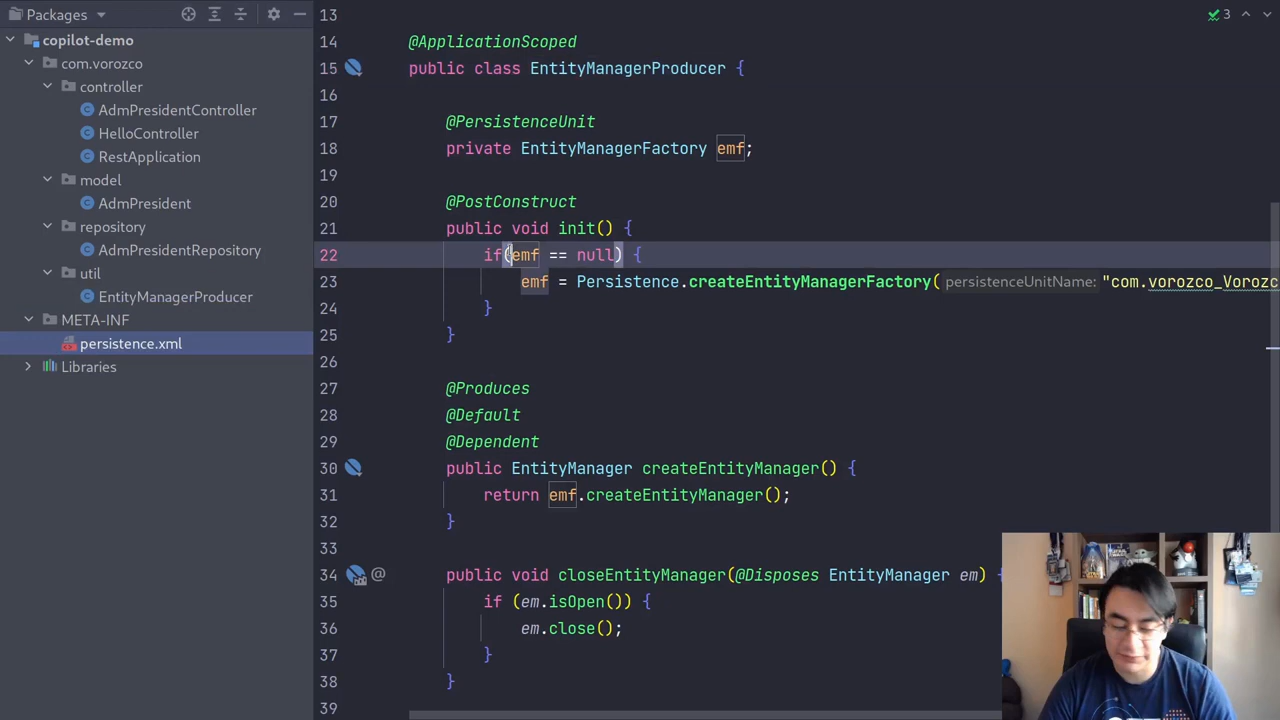 Packages
copilot-demo
com.vorozco
controller
AdmPresidentController
HelloController
RestApplication
model
AdmPresident
repository
AdmPresidentRepository
util
EntityManagerProducer
META-INF
persistence.xml
Libraries
3
13
14 @ApplicationScoped
15 public class EntityManagerProducer {
16
17 @PersistenceUnit
18 private EntityManagerFactory emf;
19
20 @PostConstruct
21 public void init() {
22 if(emf == null) {
23 emf = Persistence.createEntityManagerFactory( persistenceUnitName: "com.vorozco_Vorozc
24 }
25 }
26
27 @Produces
28 @Default
29 @Dependent
30 public EntityManager createEntityManager() {
31 return emf.createEntityManager();
32 }
33
34 @ public void closeEntityManager(@Disposes EntityManager em) {
35 if (em.isOpen()) {
36 em.close();
37 }
38 }
39